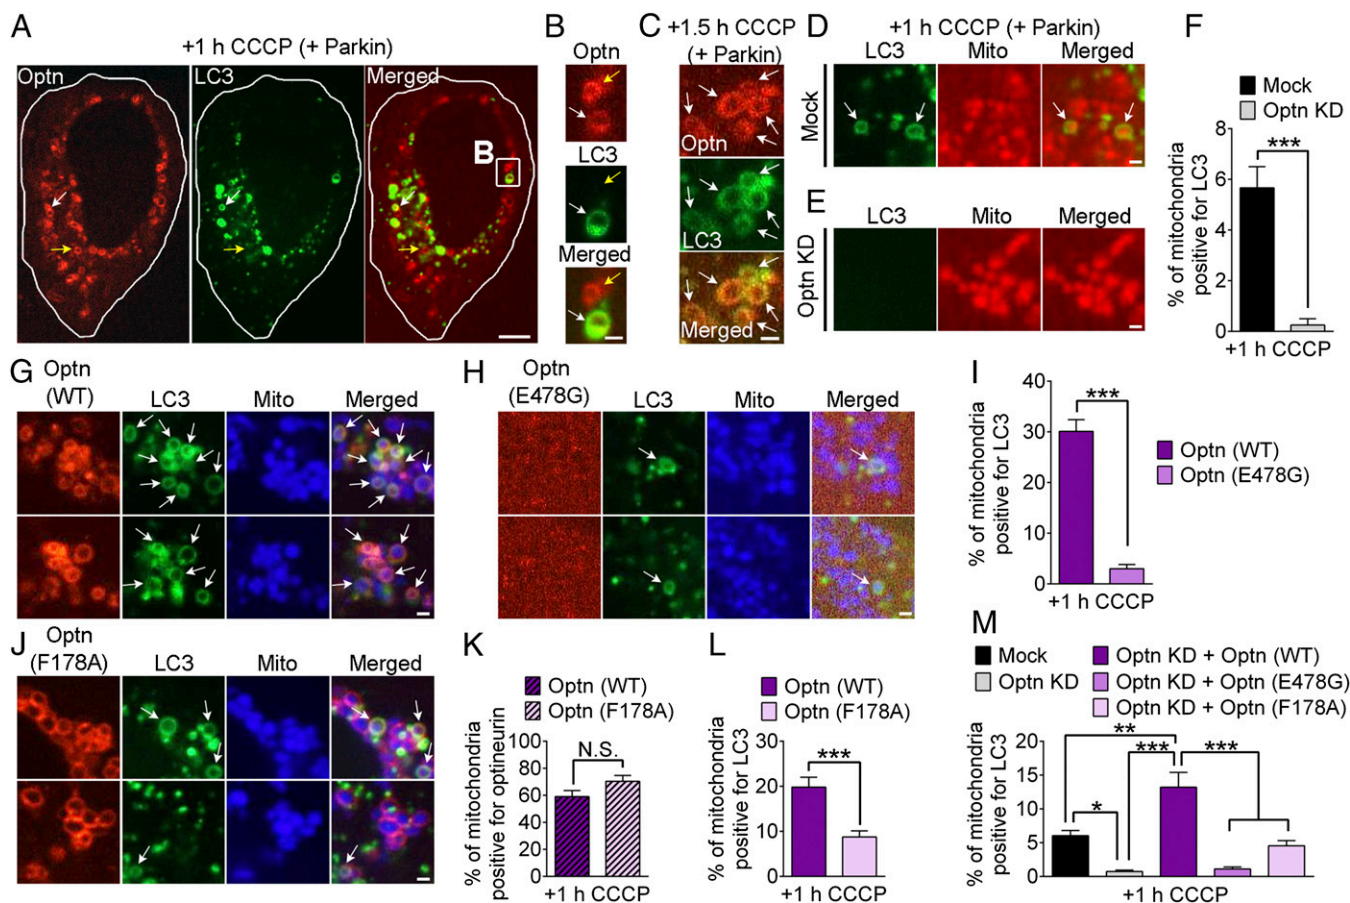 A
+1 h CCCP (+ Parkin)
Optn
LC3
Merged
B
B
Optn
LC3
Merged
C
+1.5 h CCCP
(+ Parkin)
Optn
LC3
Merged
D
+1 h CCCP (+ Parkin)
LC3
Mito
Merged
Mock
E
LC3
Mito
Merged
Optn KD
F
Mock
Optn KD
% of mitochondria
positive for LC3
8
6
4
2
0
***
+1 h CCCP
G
Optn
(WT)
LC3
Mito
Merged
H
Optn
(E478G)
LC3
Mito
Merged
I
% of mitochondria
positive for LC3
40
30
20
10
0
***
+1 h CCCP
Optn (WT)
Optn (E478G)
J
Optn
(F178A)
LC3
Mito
Merged
K
Optn (WT)
Optn (F178A)
% of mitochondria
positive for optineurin
100
80
60
40
20
0
N.S.
+1 h CCCP
L
Optn (WT)
Optn (F178A)
% of mitochondria
positive for LC3
30
20
10
0
***
+1 h CCCP
M
Mock
Optn KD
Optn KD + Optn (WT)
Optn KD + Optn (E478G)
Optn KD + Optn (F178A)
% of mitochondria
positive for LC3
20
15
10
5
0
**
***
***
*
+1 h CCCP